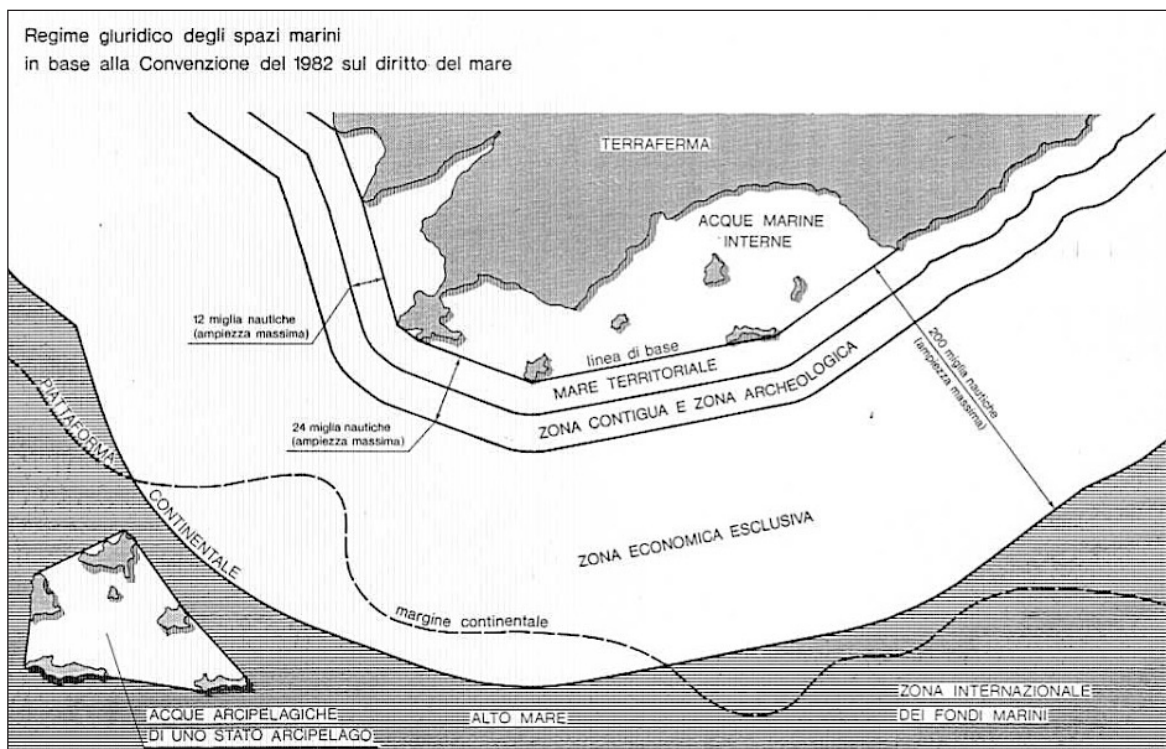 Regime giuridico degli spazi marini
in base alla Convenzione del 1982 sul diritto del mare
TERRAFERMA
ACQUE MARINE
INTERNE
12 miglia nautiche
(ampiezza massima)
linea di base
MARE TERRITORIALE
ZONA CONTIGUA E ZONA ARCHEOLOGICA
200 miglia nautiche
(ampiezza massima)
24 miglia nautiche
(ampiezza massima)
PIATTAFORMA
CONTINENTALE
ZONA ECONOMICA ESCLUSIVA
margine continentale
ACQUE ARCIPELAGICHE
DI UNO STATO ARCIPELAGO
ALTO MARE
ZONA INTERNAZIONALE
DEI FONDI MARINI